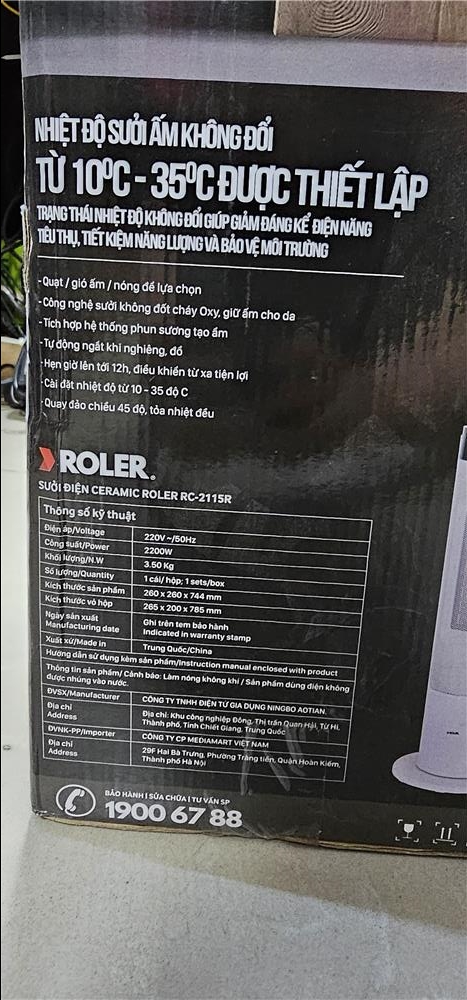 NHIỆT ĐỘ SƯỞI ẤM KHÔNG ĐỔI
TỪ 10ºC - 35ºC ĐƯỢC THIẾT LẬP
TRẠNG THÁI NHIỆT ĐỘ KHÔNG ĐỔI GIÚP GIẢM ĐÁNG KỂ ĐIỆN NĂNG
TIÊU THỤ, TIẾT KIỆM NĂNG LƯỢNG VÀ BẢO VỆ MÔI TRƯỜNG
- Quạt / gió ấm / nóng để lựa chọn
- Công nghệ sưởi không đốt cháy Oxy, giữ ẩm cho da
- Tích hợp hệ thống phun sương tạo ẩm
- Tự động ngắt khi nghiêng, đổ
- Hẹn giờ lên tới 12h, điều khiển từ xa tiện lợi
- Cài đặt nhiệt độ từ 10 - 35 độ C
- Quay đảo chiều 45 độ, tỏa nhiệt đều
ROLER®
SƯỞI ĐIỆN CERAMIC ROLER RC-2115R
Thông số kỹ thuật
Điện áp/Voltage 220V ~/50Hz
Công suất/Power 2200W
Khối lượng/N.W 3.50 Kg
Số lượng/Quantity 1 cái/ hộp; 1 sets/box
Kích thước sản phẩm 260 x 260 x 744 mm
Kích thước vỏ hộp 265 x 200 x 785 mm
Ngày sản xuất Ghi trên tem bảo hành
Manufacturing date Indicated in warranty stamp
Xuất xứ/Made in Trung Quốc/China
Hướng dẫn sử dụng kèm sản phẩm/Instruction manual enclosed with product
Thông tin sản phẩm/ Cảnh báo: Làm nóng không khí / Sản phẩm dùng điện không
được nhúng vào nước.
ĐVSX/Manufacturer CÔNG TY TNHH ĐIỆN TỬ GIA DỤNG NINGBO AOTIAN,
Địa chỉ Địa chỉ: Khu công nghiệp Đông, Thị trấn Quan Hải, Từ Hi,
Address Thành phố, Tỉnh Chiết Giang, Trung Quốc
ĐVNK-PP/Importer CÔNG TY CP MEDIAMART VIỆT NAM
Địa chỉ 29F Hai Bà Trưng, Phường Tràng tiền, Quận Hoàn Kiếm,
Address Thành phố Hà Nội
BẢO HÀNH I SỬA CHỮA I TƯ VẤN SP
1900 67 88